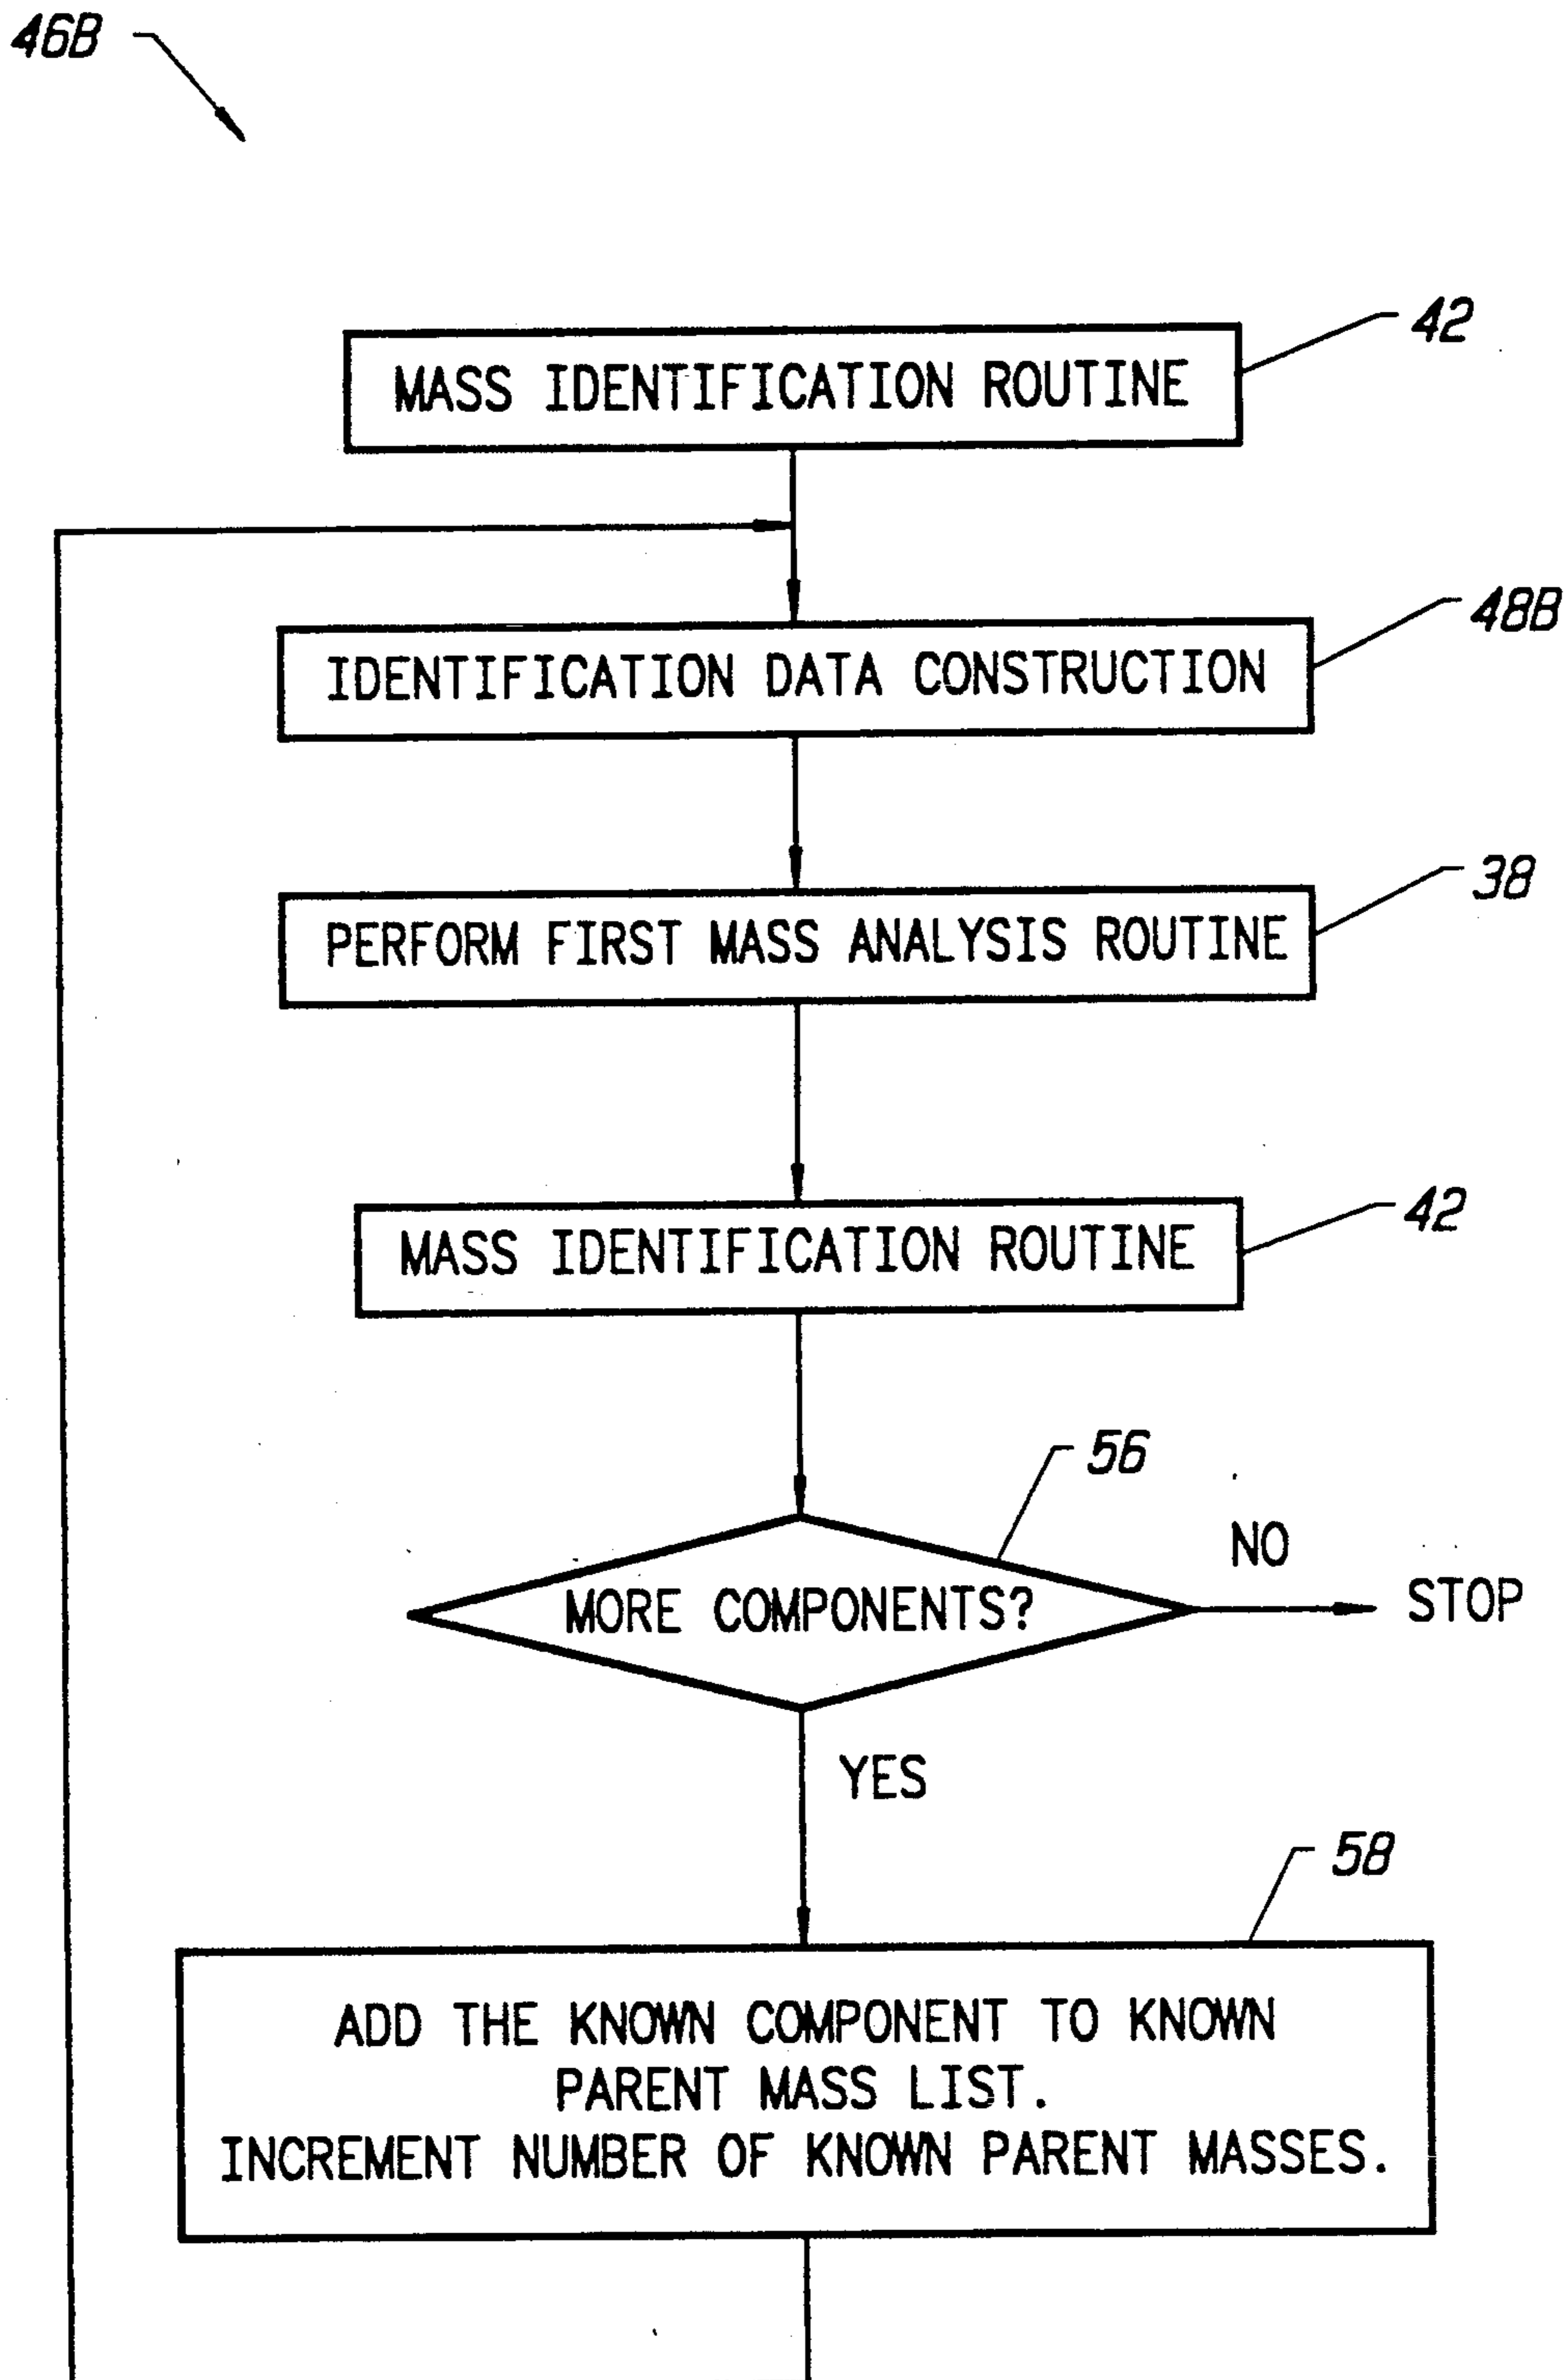 46B
MASS IDENTIFICATION ROUTINE
42
IDENTIFICATION DATA CONSTRUCTION
48B
PERFORM FIRST MASS ANALYSIS ROUTINE
38
MASS IDENTIFICATION ROUTINE
42
56
MORE COMPONENTS?
NO
STOP
YES
58
ADD THE KNOWN COMPONENT TO KNOWN
PARENT MASS LIST.
INCREMENT NUMBER OF KNOWN PARENT MASSES.